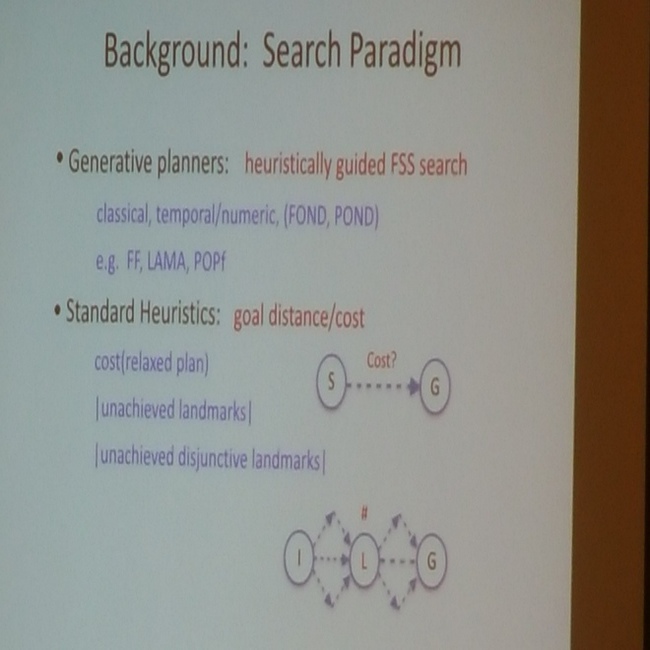 Background: Search Paradigm
• Generative planners: heuristically guided FSS search
classical, temporal/numeric, (FOND, POND)
e.g. FF, LAMA, POPf
• Standard Heuristics: goal distance/cost
cost(relaxed plan)
Cost?
S G
|unachieved landmarks|
|unachieved disjunctive landmarks|
#
I L G